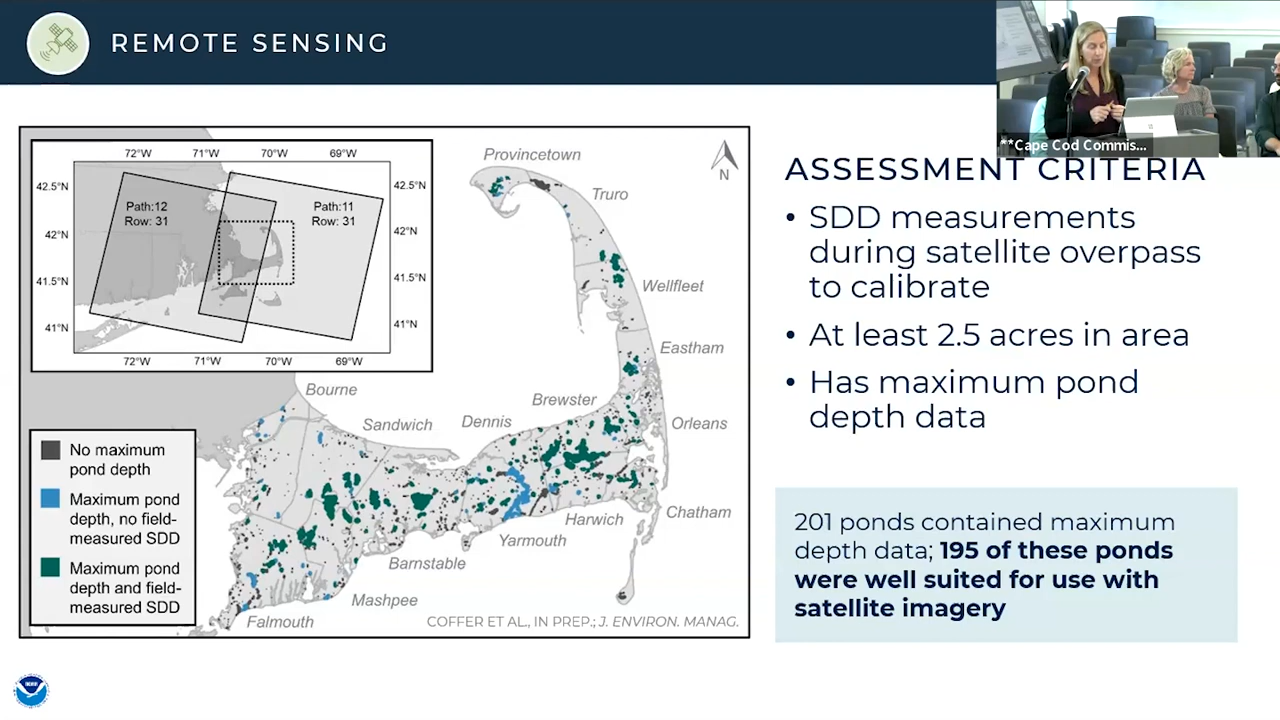 REMOTE SENSING
**Cape Cod Commis...
72°W 71°W 70°W 69°W
42.5°N
42°N
41.5°N
41°N
Path:12
Row: 31
Path:11
Row: 31
42.5°N
42°N
41.5°N
41°N
72°W 71°W 70°W 69°W
N
Provincetown
Truro
Wellfleet
Eastham
Brewster
Orleans
Bourne
Sandwich
Dennis
Chatham
Harwich
Yarmouth
Barnstable
Mashpee
Falmouth
No maximum
pond depth
Maximum pond
depth, no field-
measured SDD
Maximum pond
depth and field-
measured SDD
COFFER ET AL., IN PREP.; J. ENVIRON. MANAG.
ASSESSMENT CRITERIA
• SDD measurements
during satellite overpass
to calibrate
• At least 2.5 acres in area
• Has maximum pond
depth data
201 ponds contained maximum
depth data; 195 of these ponds
were well suited for use with
satellite imagery